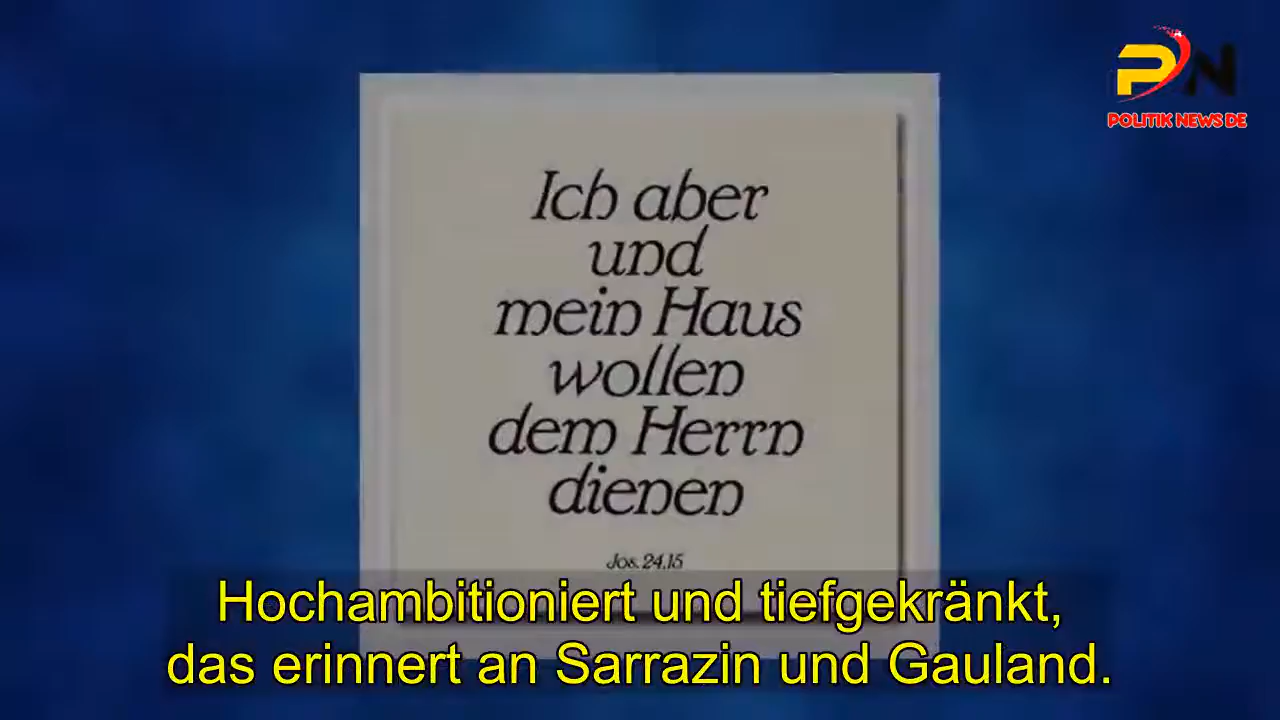 PN
POLITIK NEWS DE
Ich aber
und
mein Haus
wollen
dem Herrn
dienen
Jos. 24,15
Hochambitioniert und tiefgekränkt,
das erinnert an Sarrazin und Gauland.